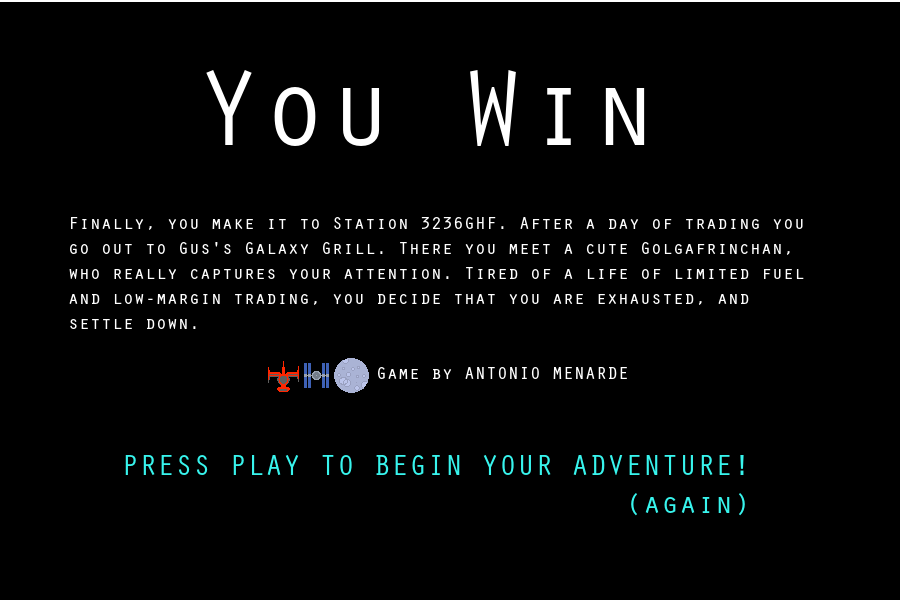 You Win
Finally, you make it to Station 3236GHF. After a day of trading you
go out to Gus's Galaxy Grill. There you meet a cute Golgafrinchan,
who really captures your attention. Tired of a life of limited fuel
and low-margin trading, you decide that you are exhausted, and
settle down.
Game by ANTONIO MENARDE
PRESS PLAY TO BEGIN YOUR ADVENTURE!
(again)